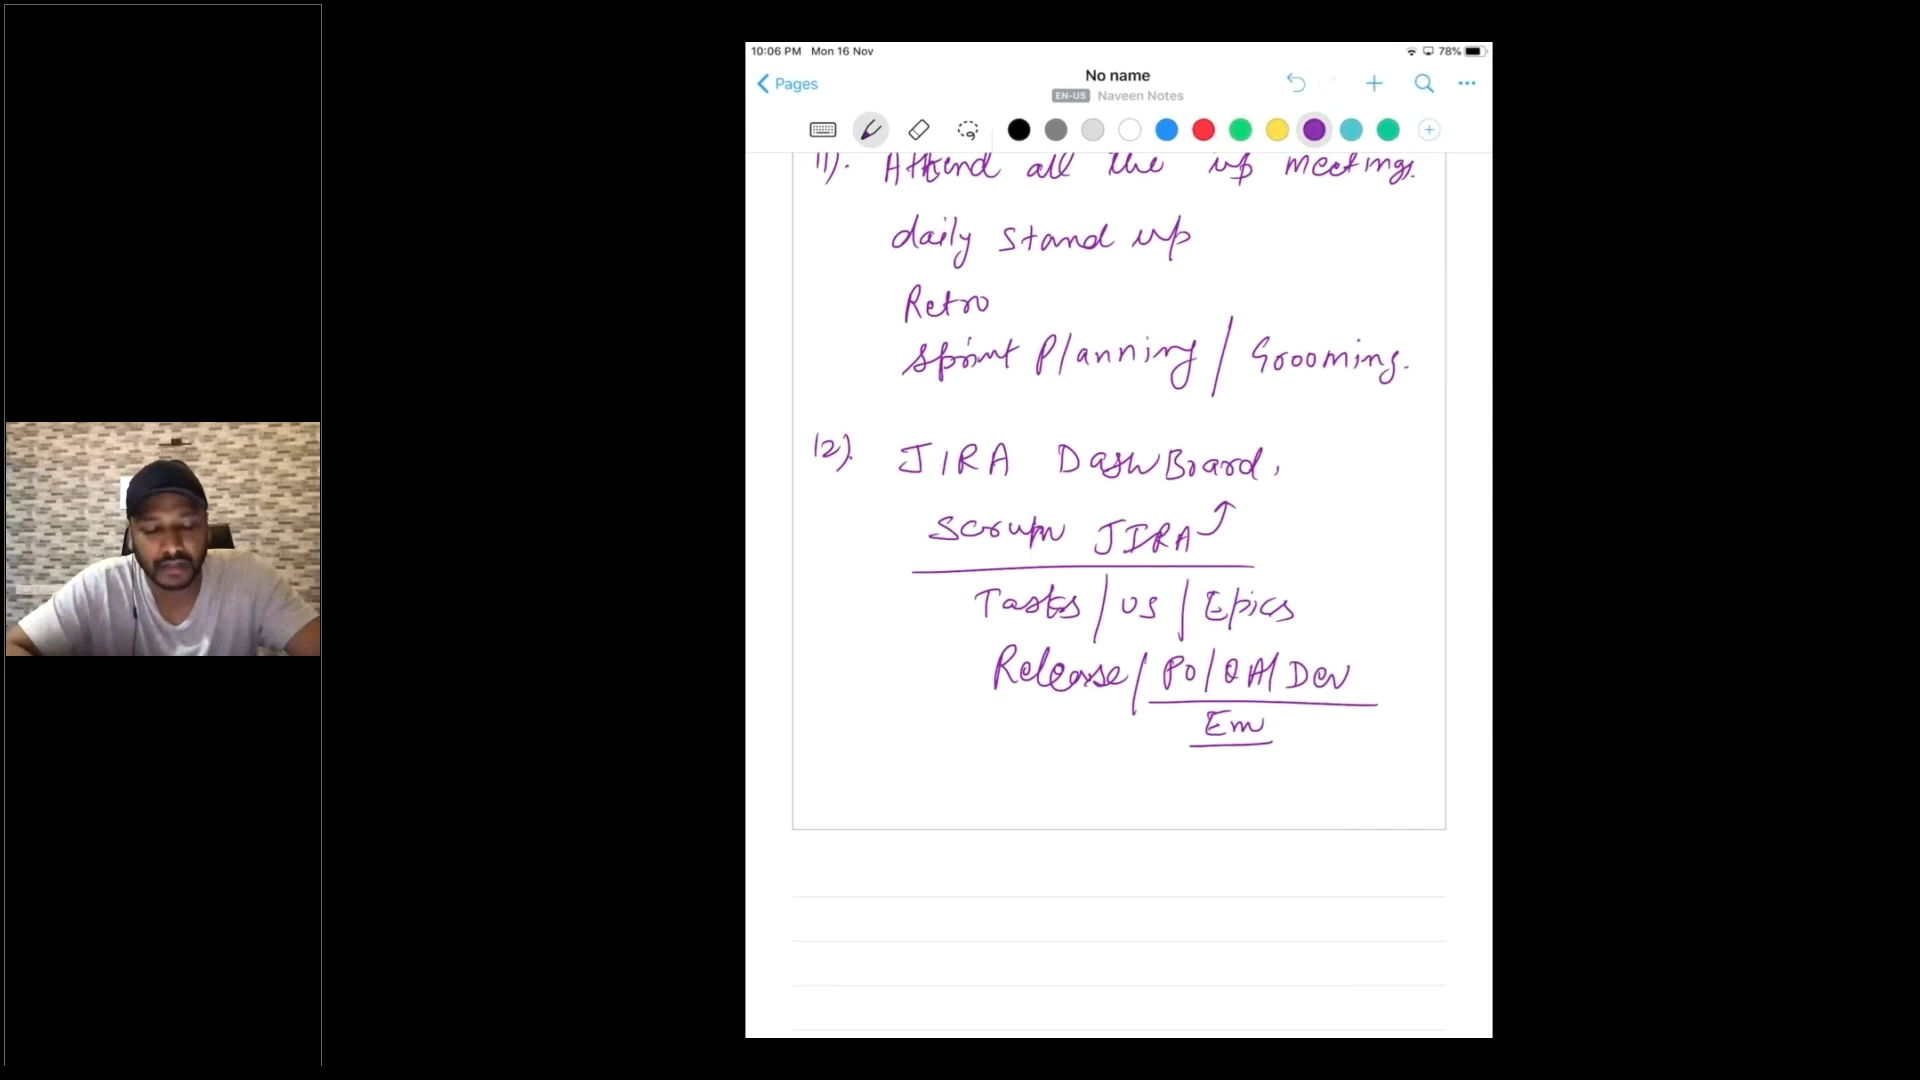 10:06 PM Mon 16 Nov
78%
Pages
No name
EN-US Naveen Notes
11). Attend all the up meetings.
daily stand up
Retro
Sprint Planning / Grooming.
12). JIRA DashBoard,
Scrum JIRA
Tasks / US / Epics
Release / PO / QA / Dev
Em